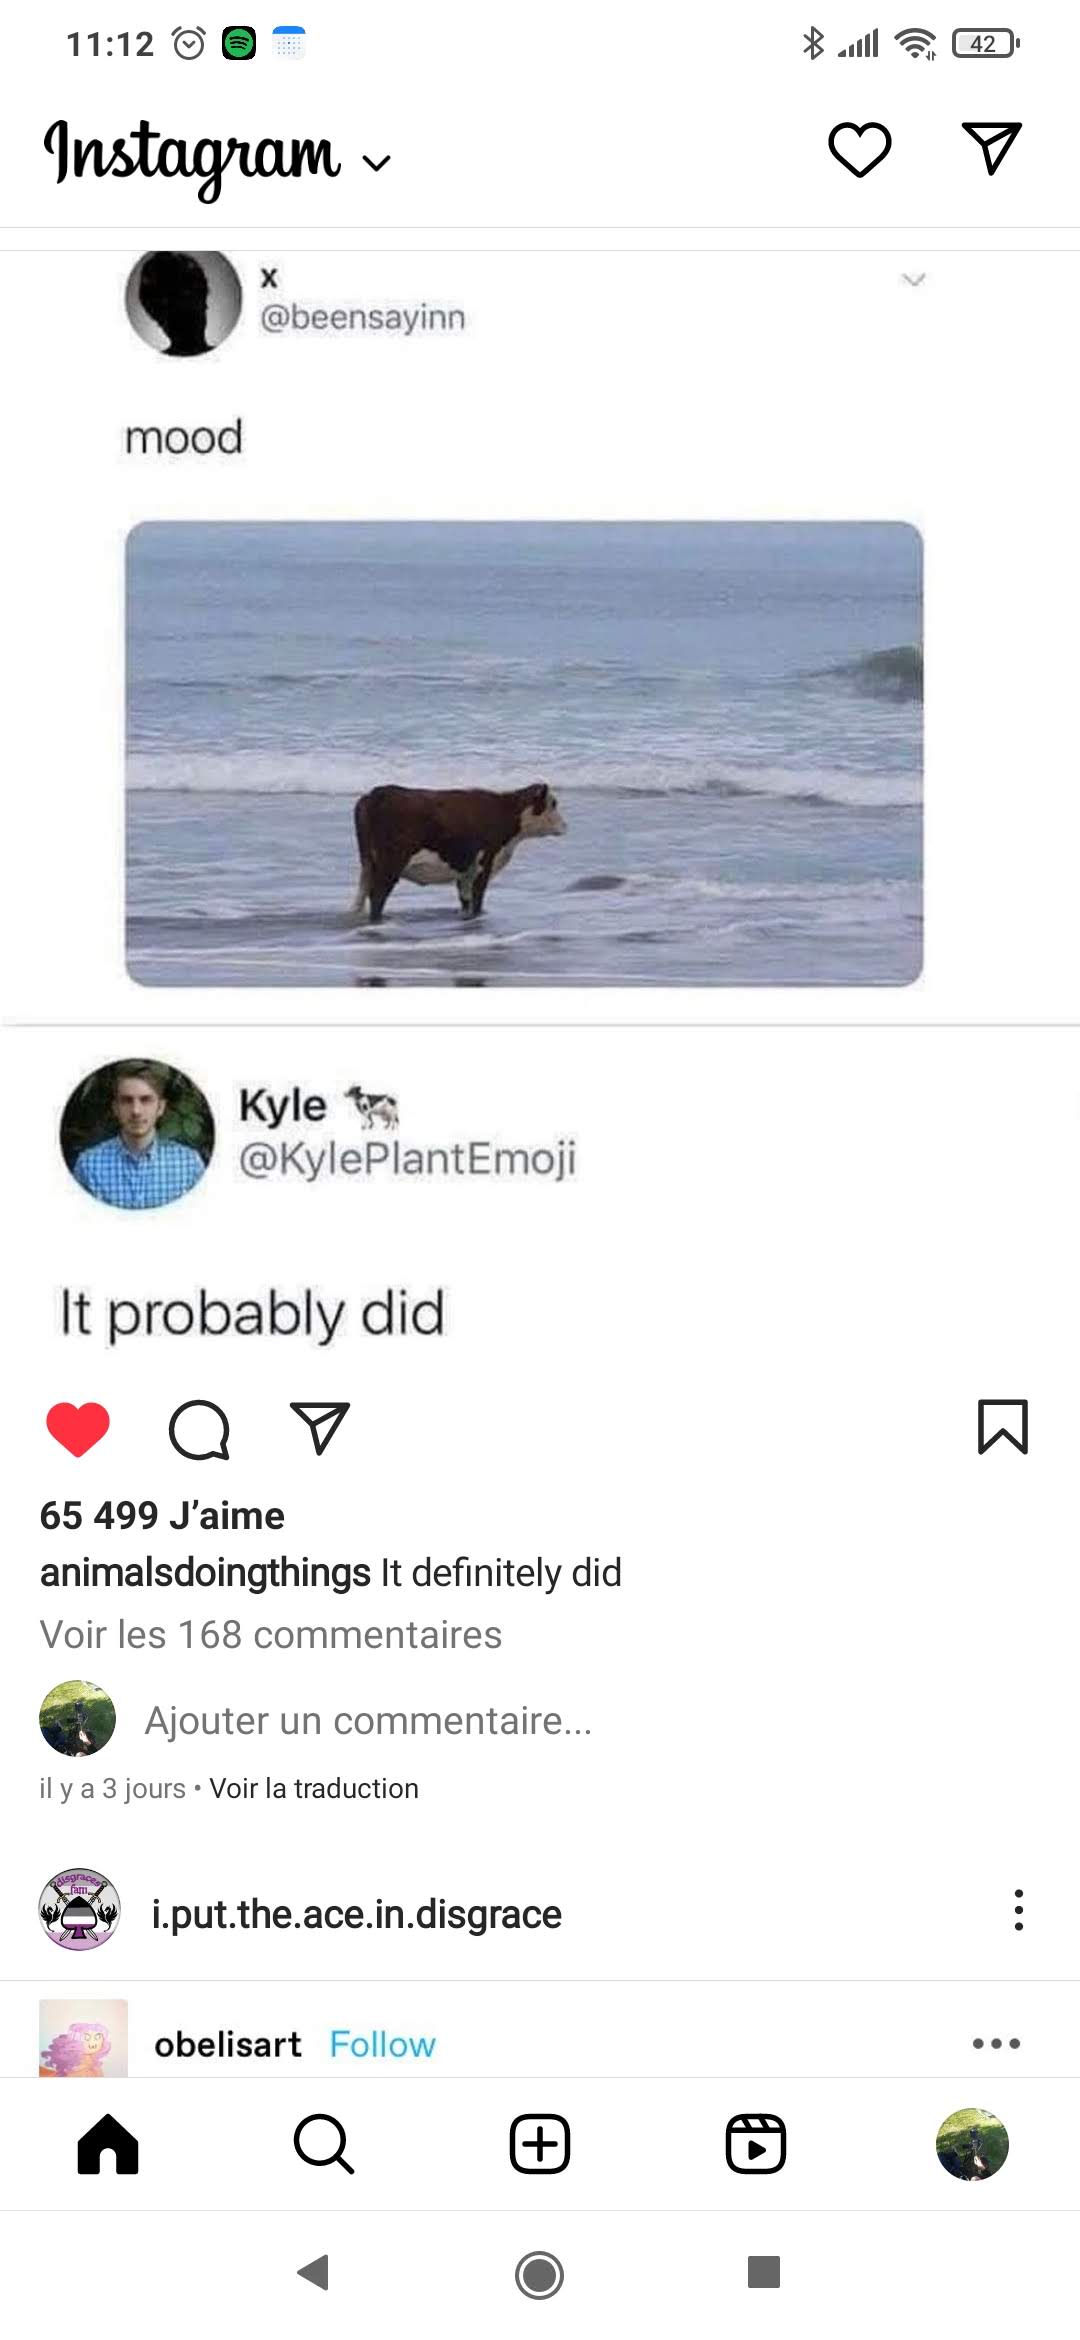 11:12
42
Instagram
x
@beensayinn
mood
Kyle 🐄
@KylePlantEmoji
It probably did
65 499 J’aime
animalsdoingthings It definitely did
Voir les 168 commentaires
Ajouter un commentaire...
il y a 3 jours • Voir la traduction
disgraces
fam
i.put.the.ace.in.disgrace
obelisart Follow